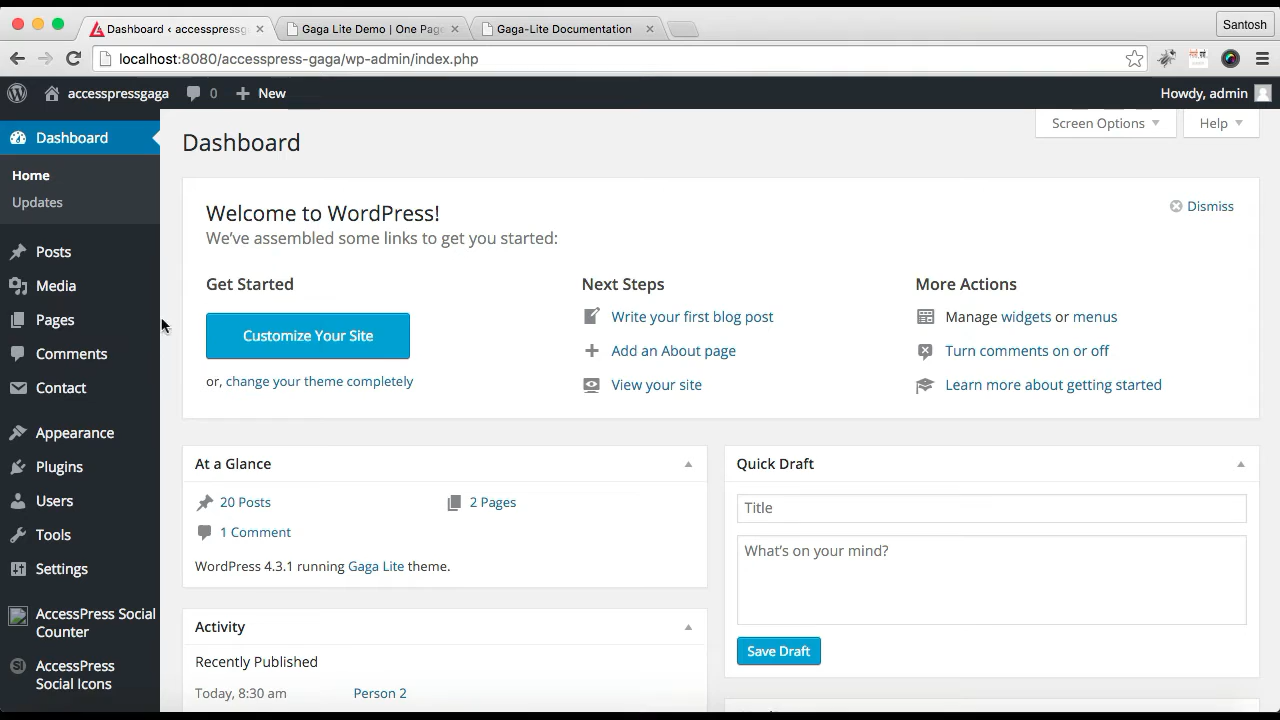 Dashboard ‹ accesspressg
Gaga Lite Demo | One Page
Gaga-Lite Documentation
Santosh
localhost:8080/accesspress-gaga/wp-admin/index.php
accesspressgaga
0
New
Howdy, admin
Dashboard
Home
Updates
Posts
Media
Pages
Comments
Contact
Appearance
Plugins
Users
Tools
Settings
AccessPress Social
Counter
AccessPress
Social Icons
Screen Options
Help
Dashboard
Welcome to WordPress!
We've assembled some links to get you started:
Dismiss
Get Started
Customize Your Site
or, change your theme completely
Next Steps
Write your first blog post
Add an About page
View your site
More Actions
Manage widgets or menus
Turn comments on or off
Learn more about getting started
At a Glance
20 Posts
2 Pages
1 Comment
WordPress 4.3.1 running Gaga Lite theme.
Activity
Recently Published
Today, 8:30 am
Person 2
Quick Draft
Title
What's on your mind?
Save Draft